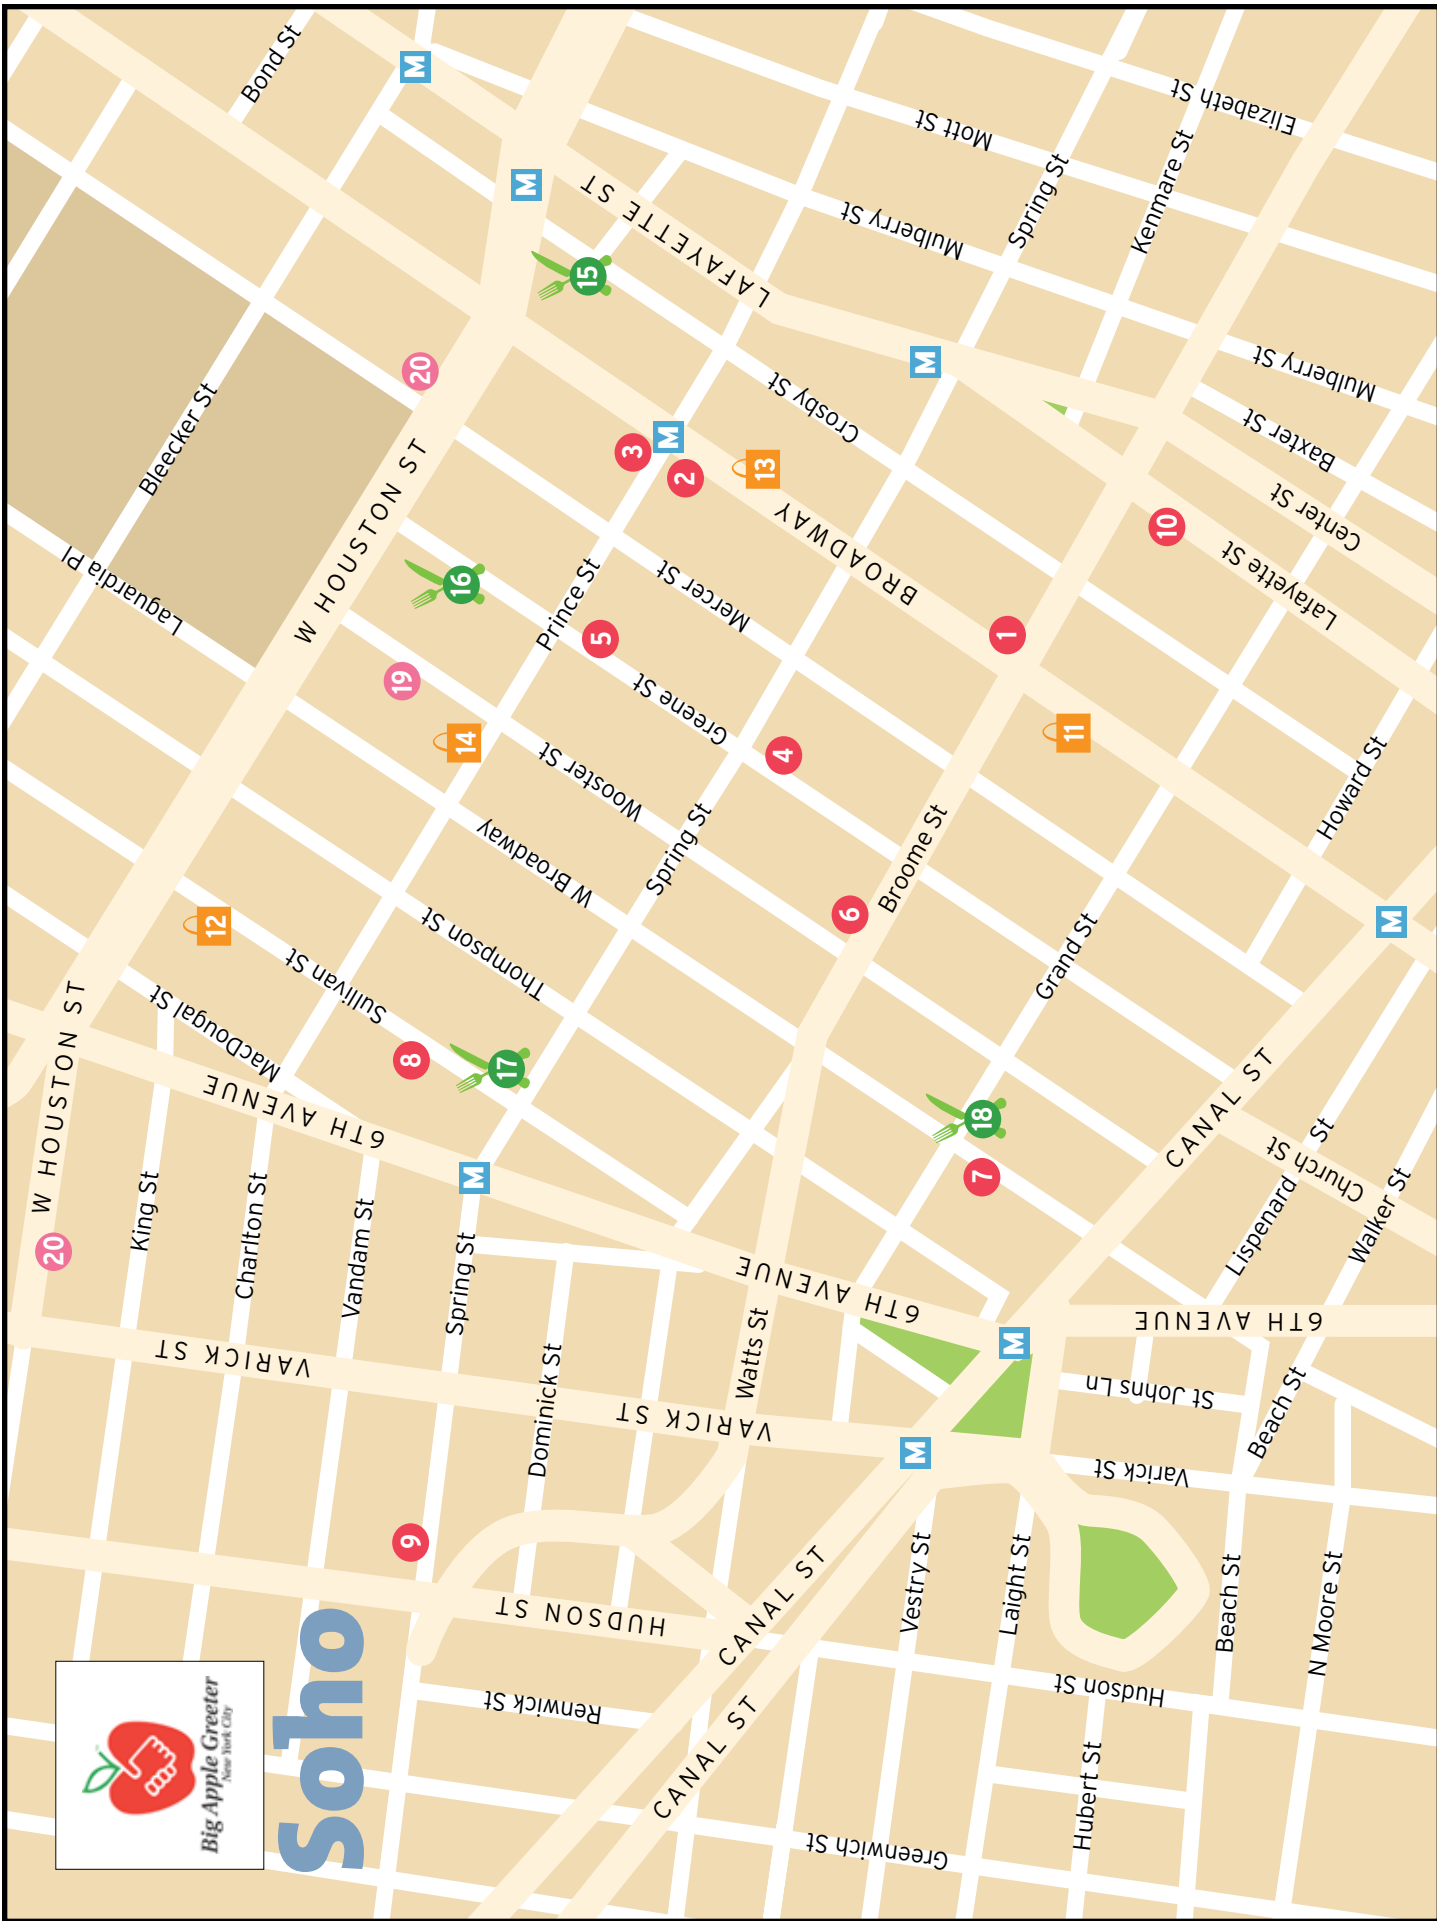 Big Apple Greeter
New York City
Soho
Bond St
Bleecker St
Laguardia Pl
W HOUSTON ST
W HOUSTON ST
LAFAYETTE ST
Mott St
Elizabeth St
Mulberry St
Spring St
Kenmare St
Mulberry St
Baxter St
Center St
Lafayette St
Crosby St
BROADWAY
Mercer St
Prince St
Greene St
Wooster St
W Broadway
Spring St
Thompson St
Sullivan St
MacDougal St
Broome St
Grand St
Howard St
6TH AVENUE
6TH AVENUE
6TH AVENUE
King St
Charlton St
Vandam St
Spring St
Dominick St
Watts St
VARICK ST
VARICK ST
Varick St
HUDSON ST
Hudson St
CANAL ST
CANAL ST
CANAL ST
Church St
Lispenard St
Walker St
St Johns Ln
Beach St
Beach St
N Moore St
Vestry St
Laight St
Hubert St
Renwick St
Greenwich St
1
2
3
4
5
6
7
8
9
10
11
12
13
14
15
16
17
18
19
20
20
M
M
M
M
M
M
M
M